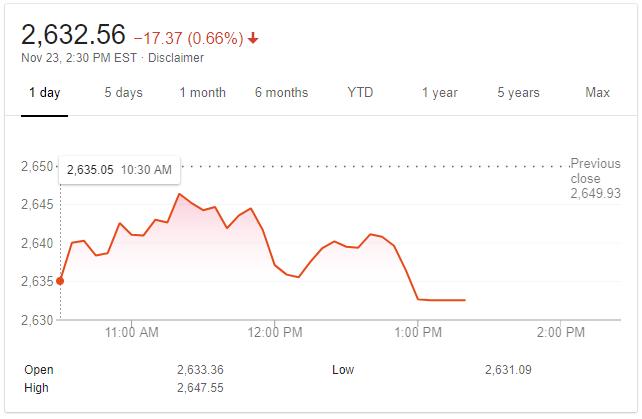 2,632.56 −17.37 (0.66%) ↓
Nov 23, 2:30 PM EST · Disclaimer
1 day 5 days 1 month 6 months YTD 1 year 5 years Max
2,650 2,635.05 10:30 AM Previous
close
2,649.93
2,645
2,640
2,635
2,630
11:00 AM 12:00 PM 1:00 PM 2:00 PM
Open 2,633.36 Low 2,631.09
High 2,647.55